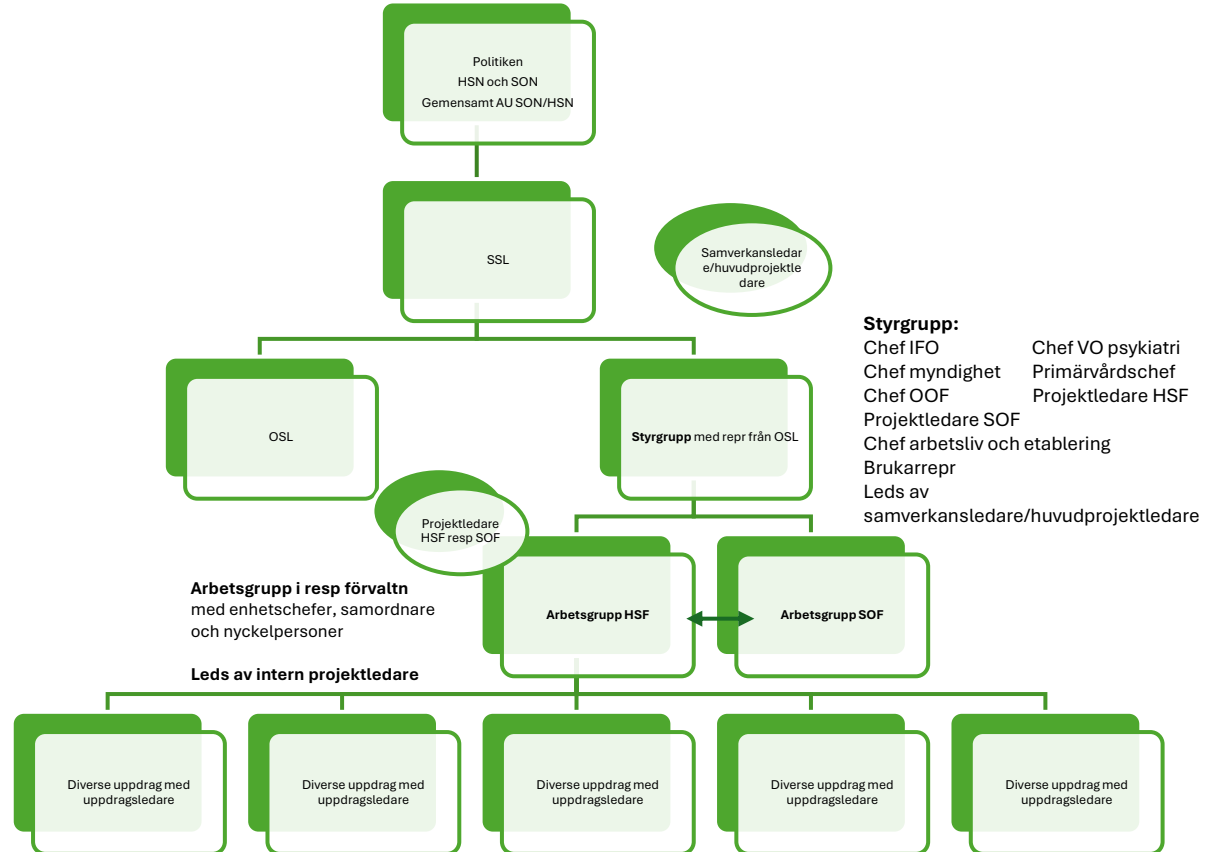 Politiken
HSN och SON
Gemensamt AU SON/HSN
SSL
Samverkansledar
e/huvudprojektle
dare
Styrgrupp:
Chef IFO Chef VO psykiatri
Chef myndighet Primärvårdschef
Chef OOF Projektledare HSF
Projektledare SOF
Chef arbetsliv och etablering
Brukarrepr
Leds av
samverkansledare/huvudprojektledare
OSL
Styrgrupp med repr från OSL
Projektledare
HSF resp SOF
Arbetsgrupp i resp förvaltn
med enhetschefer, samordnare
och nyckelpersoner
Leds av intern projektledare
Arbetsgrupp HSF
Arbetsgrupp SOF
Diverse uppdrag med
uppdragsledare
Diverse uppdrag med
uppdragsledare
Diverse uppdrag med
uppdragsledare
Diverse uppdrag med
uppdragsledare
Diverse uppdrag med
uppdragsledare